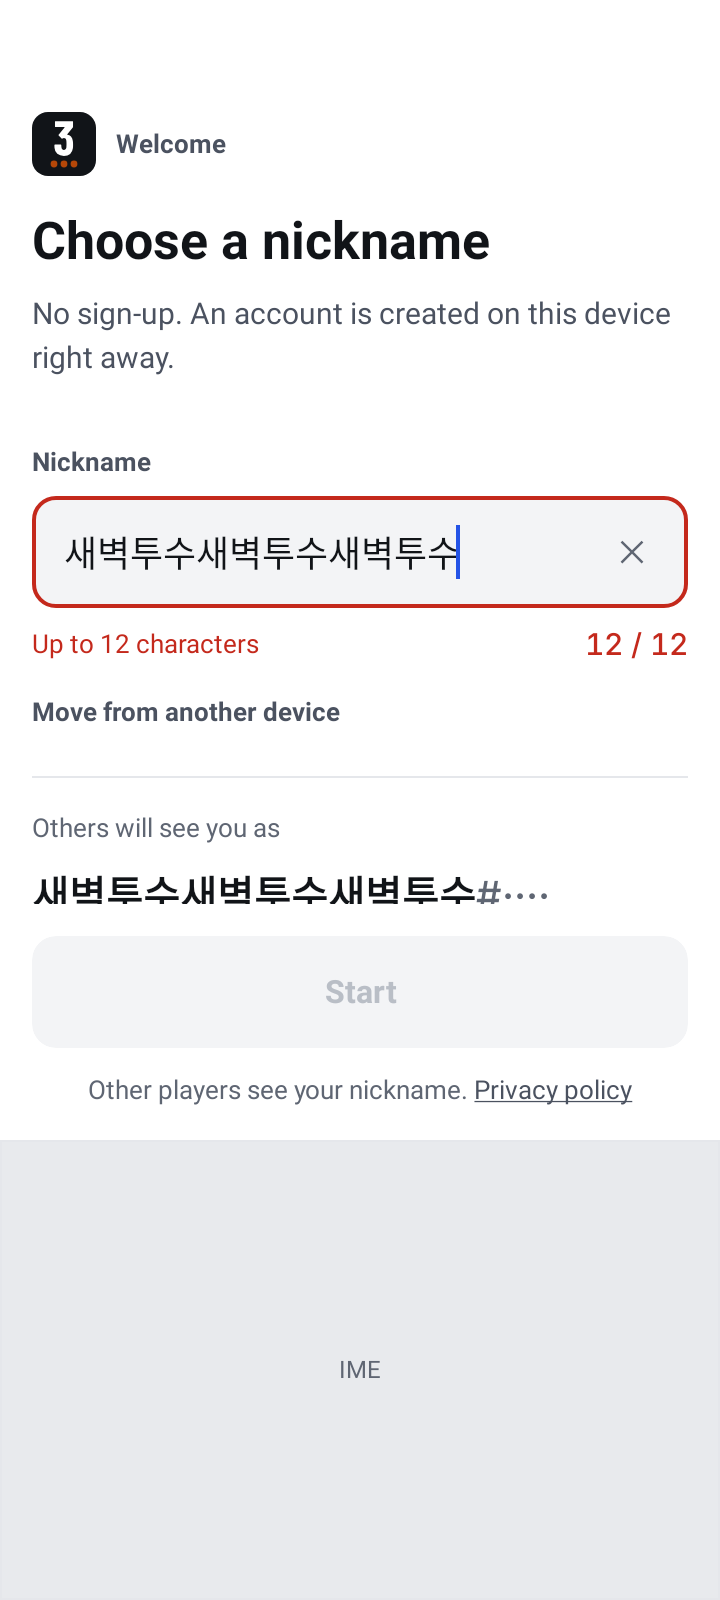 3
Welcome
Choose a nickname
No sign-up. An account is created on this device
right away.
Nickname
새벽투수새벽투수새벽투수
Up to 12 characters
12 / 12
Move from another device
Others will see you as
새벽투수새벽투수새벽투수#····
Start
Other players see your nickname. Privacy policy
IME